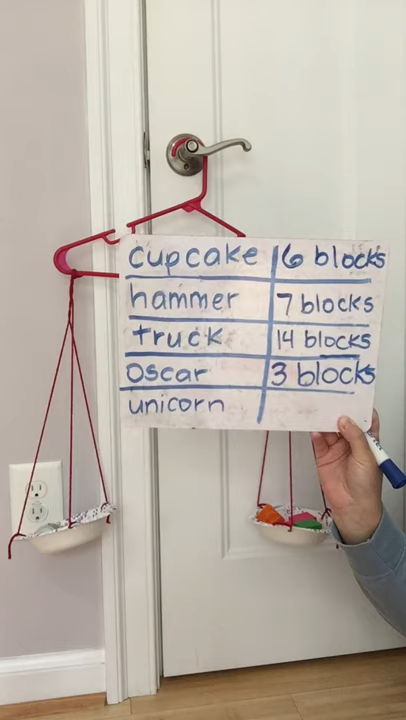 cupcake 6 blocks
hammer 7 blocks
truck 14 blocks
oscar 3 blocks
unicorn